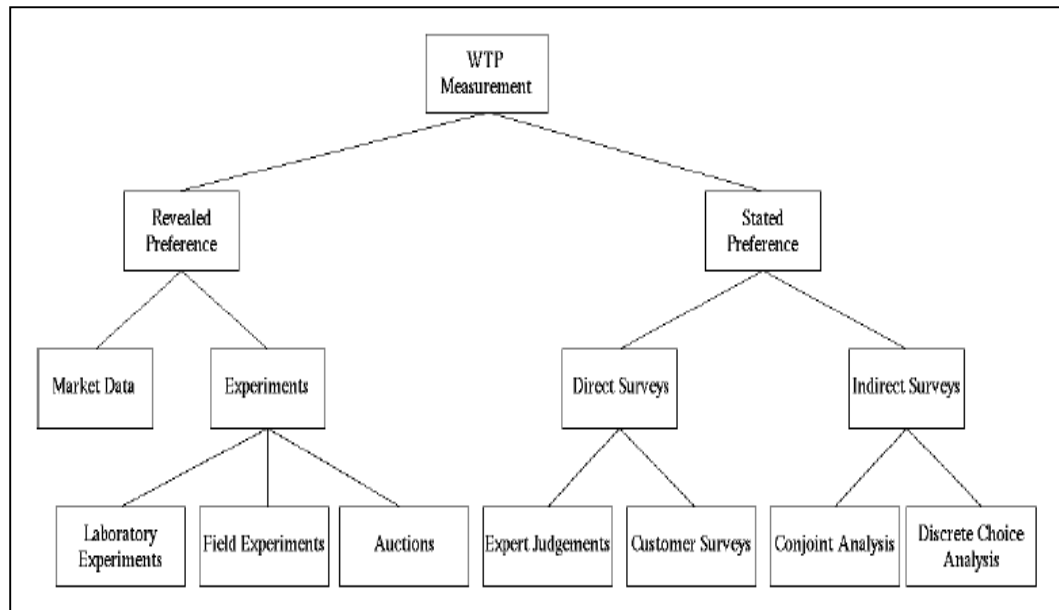 WTP
Measurement
Revealed
Preference
Stated
Preference
Market Data
Experiments
Direct Surveys
Indirect Surveys
Laboratory
Experiments
Field Experiments
Auctions
Expert Judgements
Customer Surveys
Conjoint Analysis
Discrete Choice
Analysis